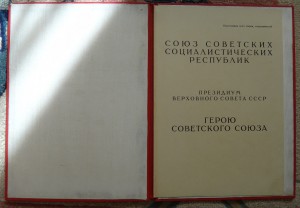 СОЮЗ СОВЕТСКИХ
СОЦИАЛИСТИЧЕСКИХ
РЕСПУБЛИК
ПРЕЗИДИУМ
ВЕРХОВНОГО СОВЕТА СССР
ГЕРОЮ
СОВЕТСКОГО СОЮЗА